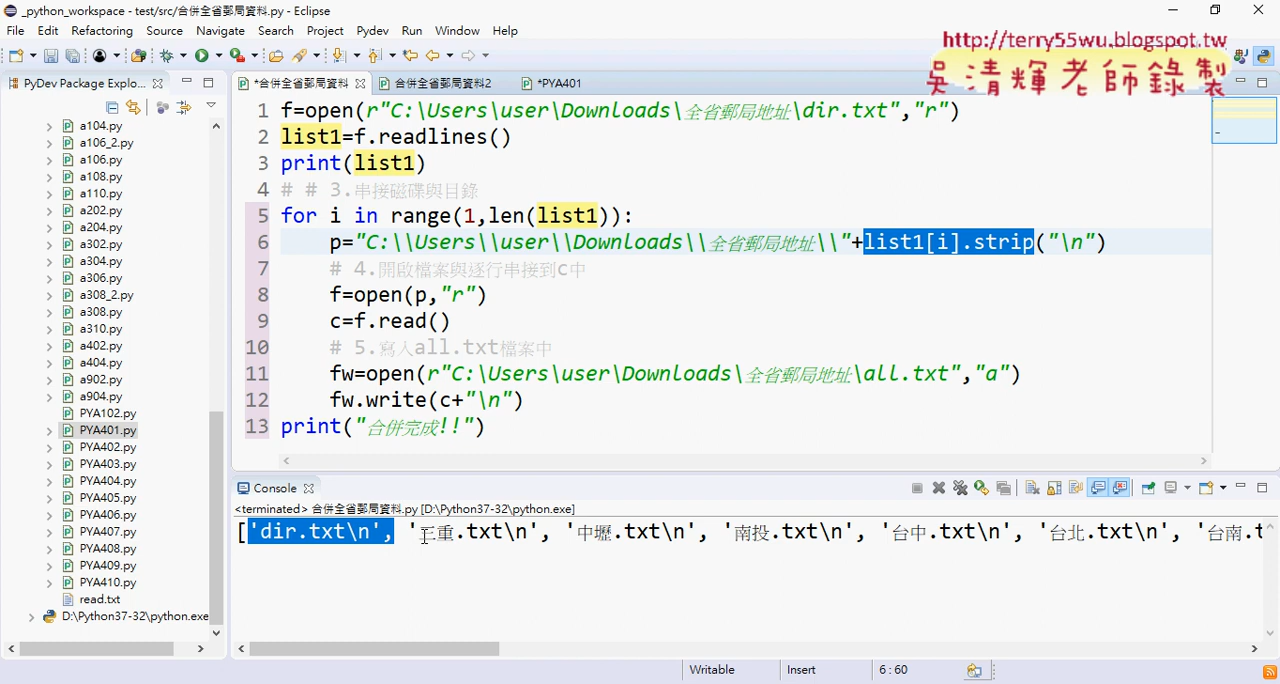 _python_workspace - test/src/合併全省郵局資料.py - Eclipse
File Edit Refactoring Source Navigate Search Project Pydev Run Window Help
http://terry55wu.blogspot.tw
吳清輝老師錄製
PyDev Package Explo...
*合併全省郵局資料
合併全省郵局資料2
*PYA401
a104.py
a106_2.py
a106.py
a108.py
a110.py
a202.py
a204.py
a302.py
a304.py
a306.py
a308_2.py
a308.py
a310.py
a402.py
a404.py
a902.py
a904.py
PYA102.py
PYA401.py
PYA402.py
PYA403.py
PYA404.py
PYA405.py
PYA406.py
PYA407.py
PYA408.py
PYA409.py
PYA410.py
read.txt
D:\Python37-32\python.exe
1 f=open(r"C:\Users\user\Downloads\全省郵局地址\dir.txt","r")
2 list1=f.readlines()
3 print(list1)
4 # # 3.串接磁碟與目錄
5 for i in range(1,len(list1)):
6 p="C:\\Users\\user\\Downloads\\全省郵局地址\\"+list1[i].strip("\n")
7 # 4.開啟檔案與逐行串接到c中
8 f=open(p,"r")
9 c=f.read()
10 # 5.寫入all.txt檔案中
11 fw=open(r"C:\Users\user\Downloads\全省郵局地址\all.txt","a")
12 fw.write(c+"\n")
13 print("合併完成!!")
Console
<terminated> 合併全省郵局資料.py [D:\Python37-32\python.exe]
['dir.txt\n', '三重.txt\n', '中壢.txt\n', '南投.txt\n', '台中.txt\n', '台北.txt\n', '台南.t
Writable Insert 6:60